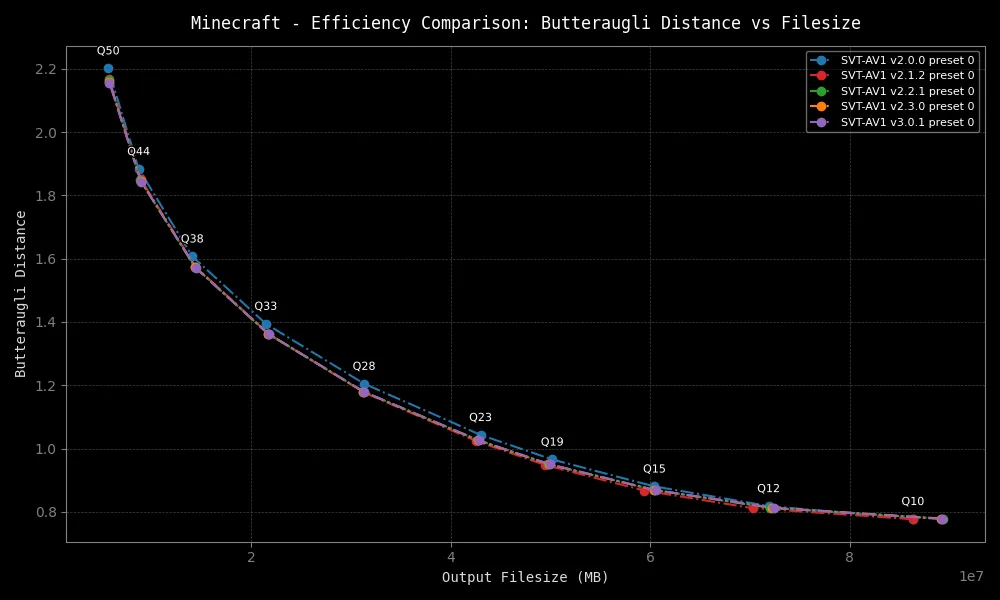 Minecraft - Efficiency Comparison: Butteraugli Distance vs Filesize
Q50
Q44
Q38
Q33
Q28
Q23
Q19
Q15
Q12
Q10
SVT-AV1 v2.0.0 preset 0
SVT-AV1 v2.1.2 preset 0
SVT-AV1 v2.2.1 preset 0
SVT-AV1 v2.3.0 preset 0
SVT-AV1 v3.0.1 preset 0
Butteraugli Distance
2.2
2.0
1.8
1.6
1.4
1.2
1.0
0.8
2
4
6
8
1e7
Output Filesize (MB)